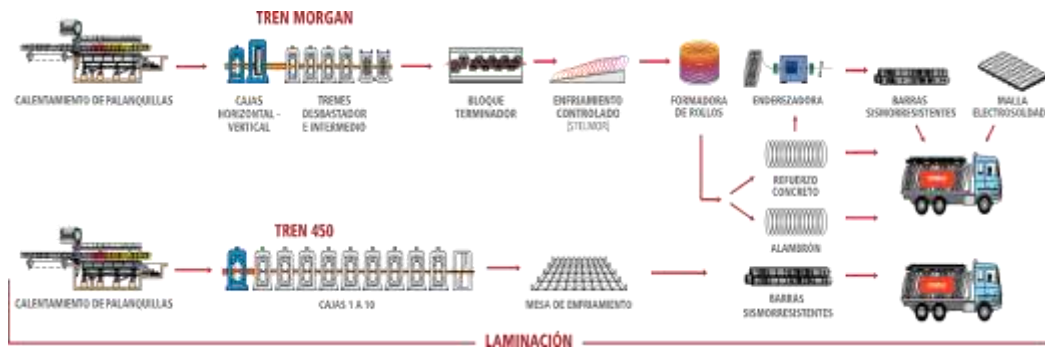 TREN MORGAN
CALENTAMIENTO DE PALANQUILLAS
CAJAS
HORIZONTAL -
VERTICAL
TRENES
DESBASTADOR
E INTERMEDIO
BLOQUE
TERMINADOR
ENFRIAMIENTO
CONTROLADO
[STELMOR]
FORMADORA
DE ROLLOS
ENDEREZADORA
BARRAS
SISMORRESISTENTES
MALLA
ELECTROSOLDAD
REFUERZO
CONCRETO
ALAMBRÓN
TREN 450
CALENTAMIENTO DE PALANQUILLAS
CAJAS 1 A 10
MESA DE ENFRIAMIENTO
BARRAS
SISMORRESISTENTES
LAMINACIÓN